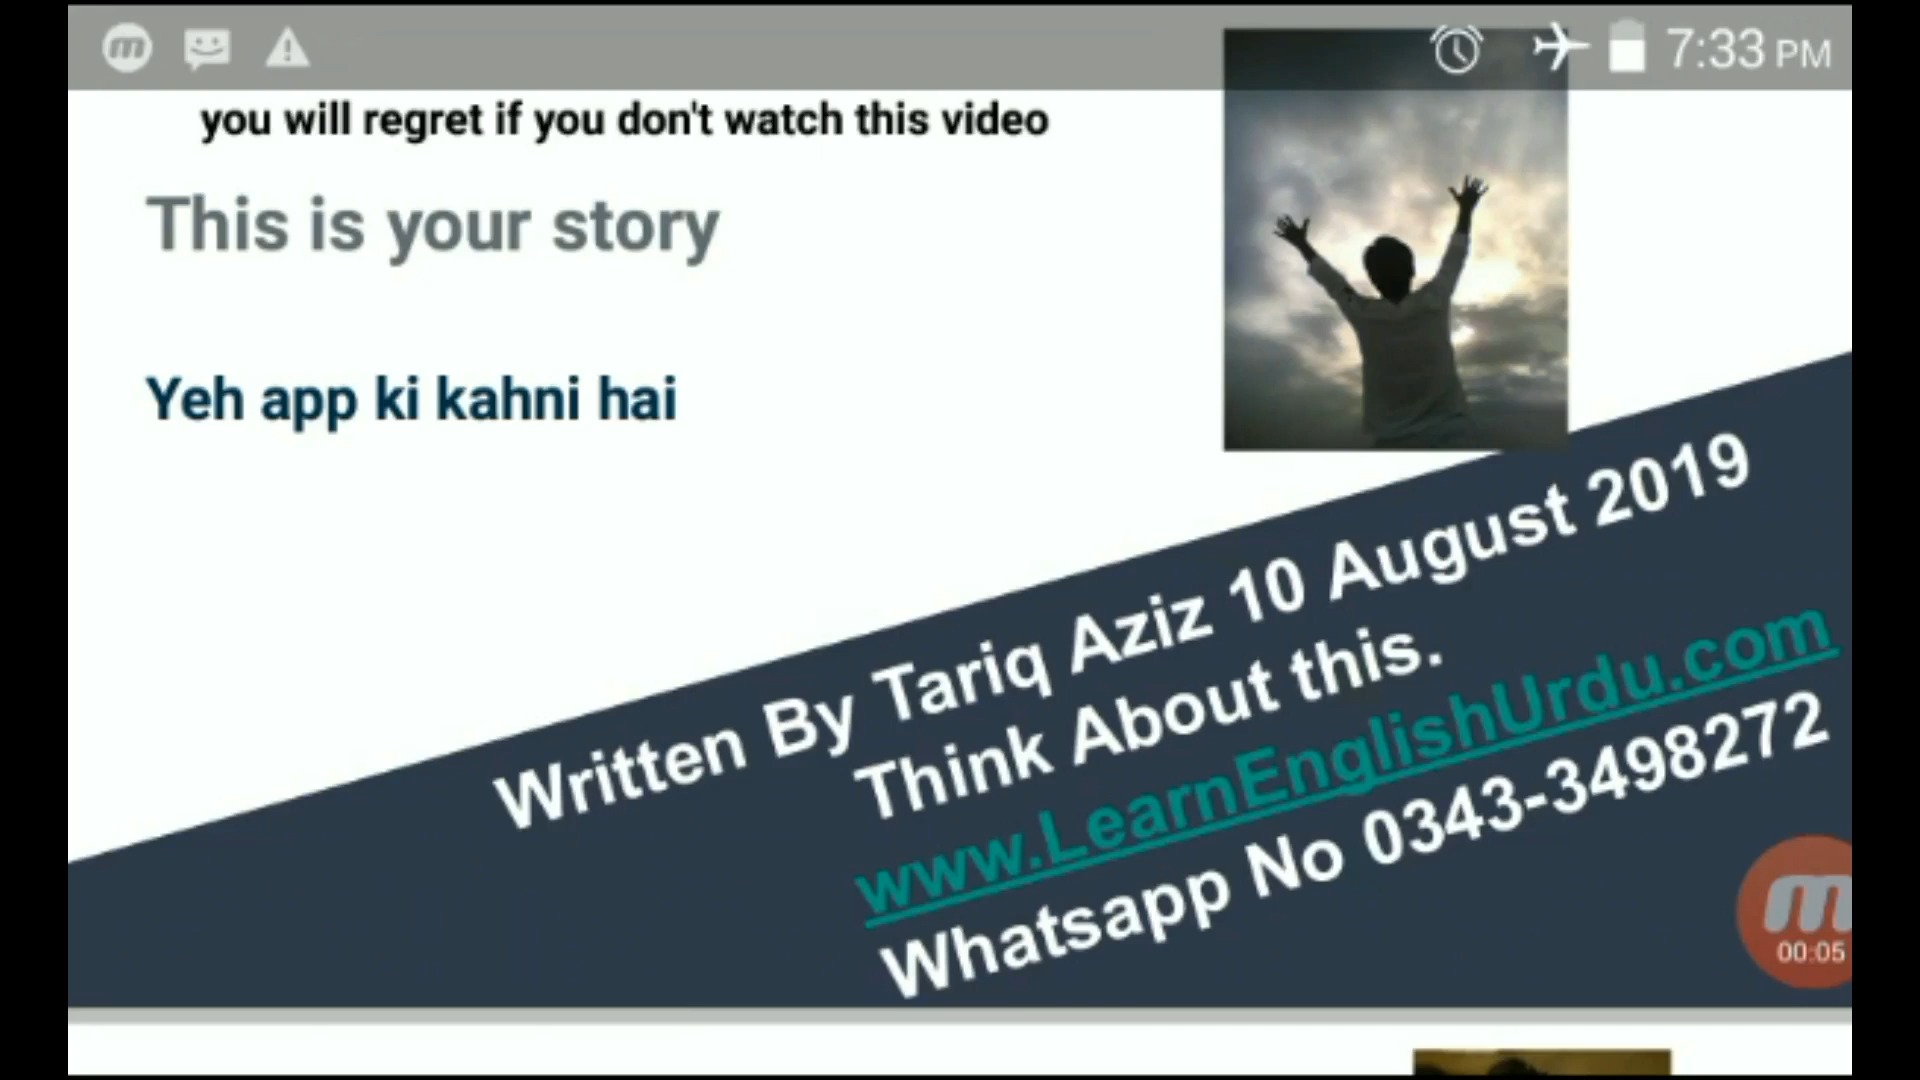 7:33 PM
you will regret if you don't watch this video
This is your story
Yeh app ki kahni hai
Written By Tariq Aziz 10 August 2019
Think About this.
www.LearnEnglishUrdu.com
Whatsapp No 0343-3498272
00:05